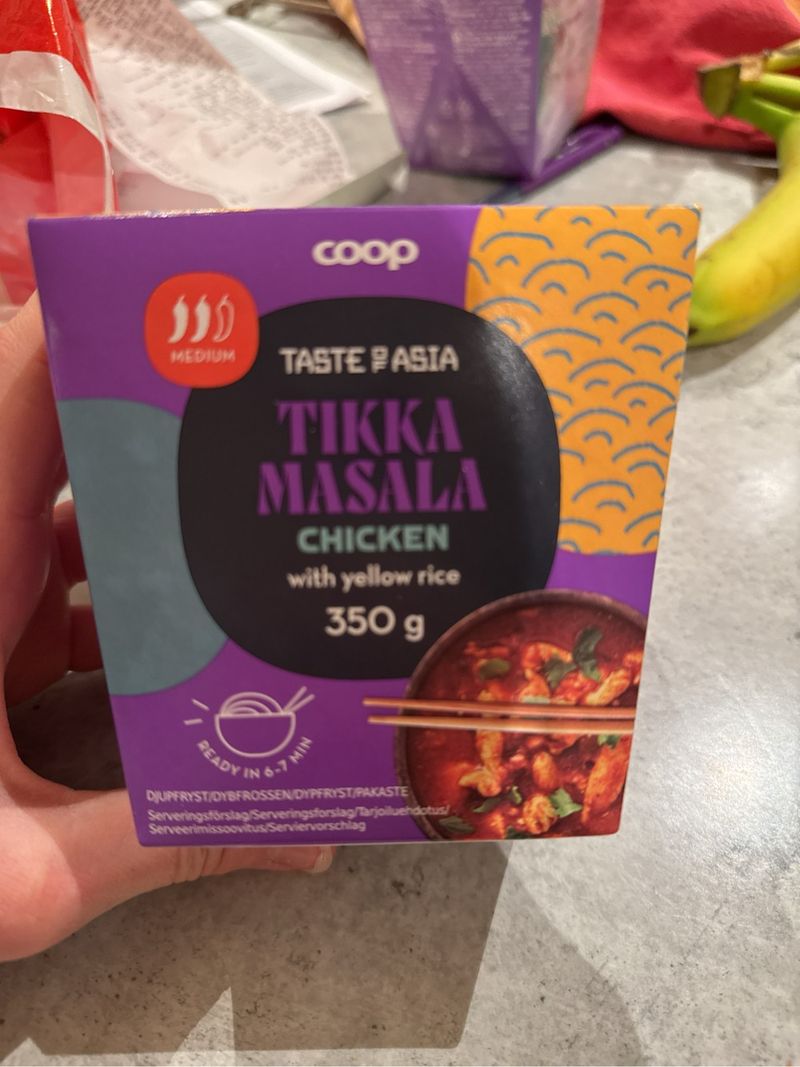 coop
MEDIUM
TASTE OF ASIA
TIKKA
MASALA
CHICKEN
with yellow rice
350 g
READY IN 6-7 MIN
DJUPFRYST/DYBFROSSEN/DYPFRYST/PAKASTE
Serveringsförslag/Serveringsforslag/Tarjoiluehdotus/
Serveerimissoovitus/Serviervorschlag